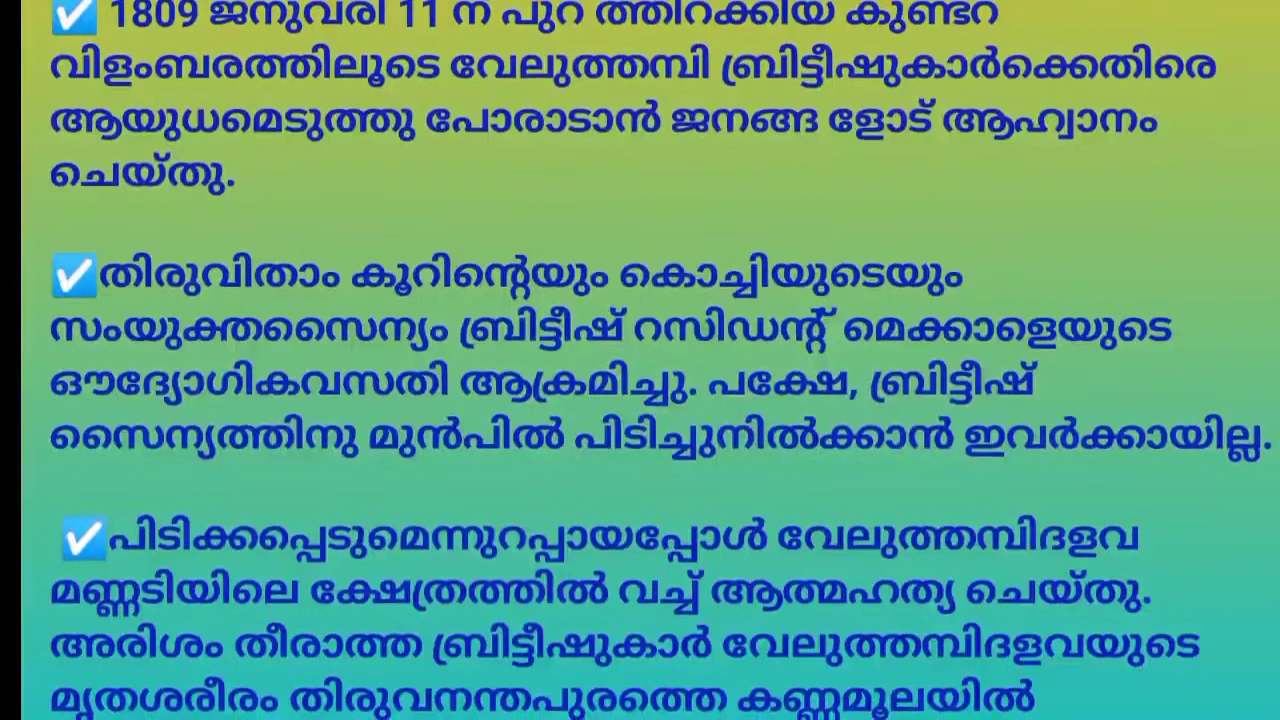 ✅ 1809 ജനുവരി 11 ന് പുറ ത്തിറക്കിയ കുണ്ടറ
വിളംബരത്തിലൂടെ വേലുത്തമ്പി ബ്രിട്ടീഷുകാർക്കെതിരെ
ആയുധമെടുത്തു പോരാടാൻ ജനങ്ങ ളോട് ആഹ്വാനം
ചെയ്തു.
✅തിരുവിതാം കൂറിന്റെയും കൊച്ചിയുടെയും
സംയുക്തസൈന്യം ബ്രിട്ടീഷ് റസിഡന്റ് മെക്കാളെയുടെ
ഔദ്യോഗികവസതി ആക്രമിച്ചു. പക്ഷേ, ബ്രിട്ടീഷ്
സൈന്യത്തിനു മുൻപിൽ പിടിച്ചുനിൽക്കാൻ ഇവർക്കായില്ല.
✅പിടിക്കപ്പെടുമെന്നുറപ്പായപ്പോൾ വേലുത്തമ്പിദളവ
മണ്ണടിയിലെ ക്ഷേത്രത്തിൽ വച്ച് ആത്മഹത്യ ചെയ്തു.
അരിശം തീരാത്ത ബ്രിട്ടീഷുകാർ വേലുത്തമ്പിദളവയുടെ
മൃതശരീരം തിരുവനന്തപുരത്തെ കണ്ണമൂലയിൽ